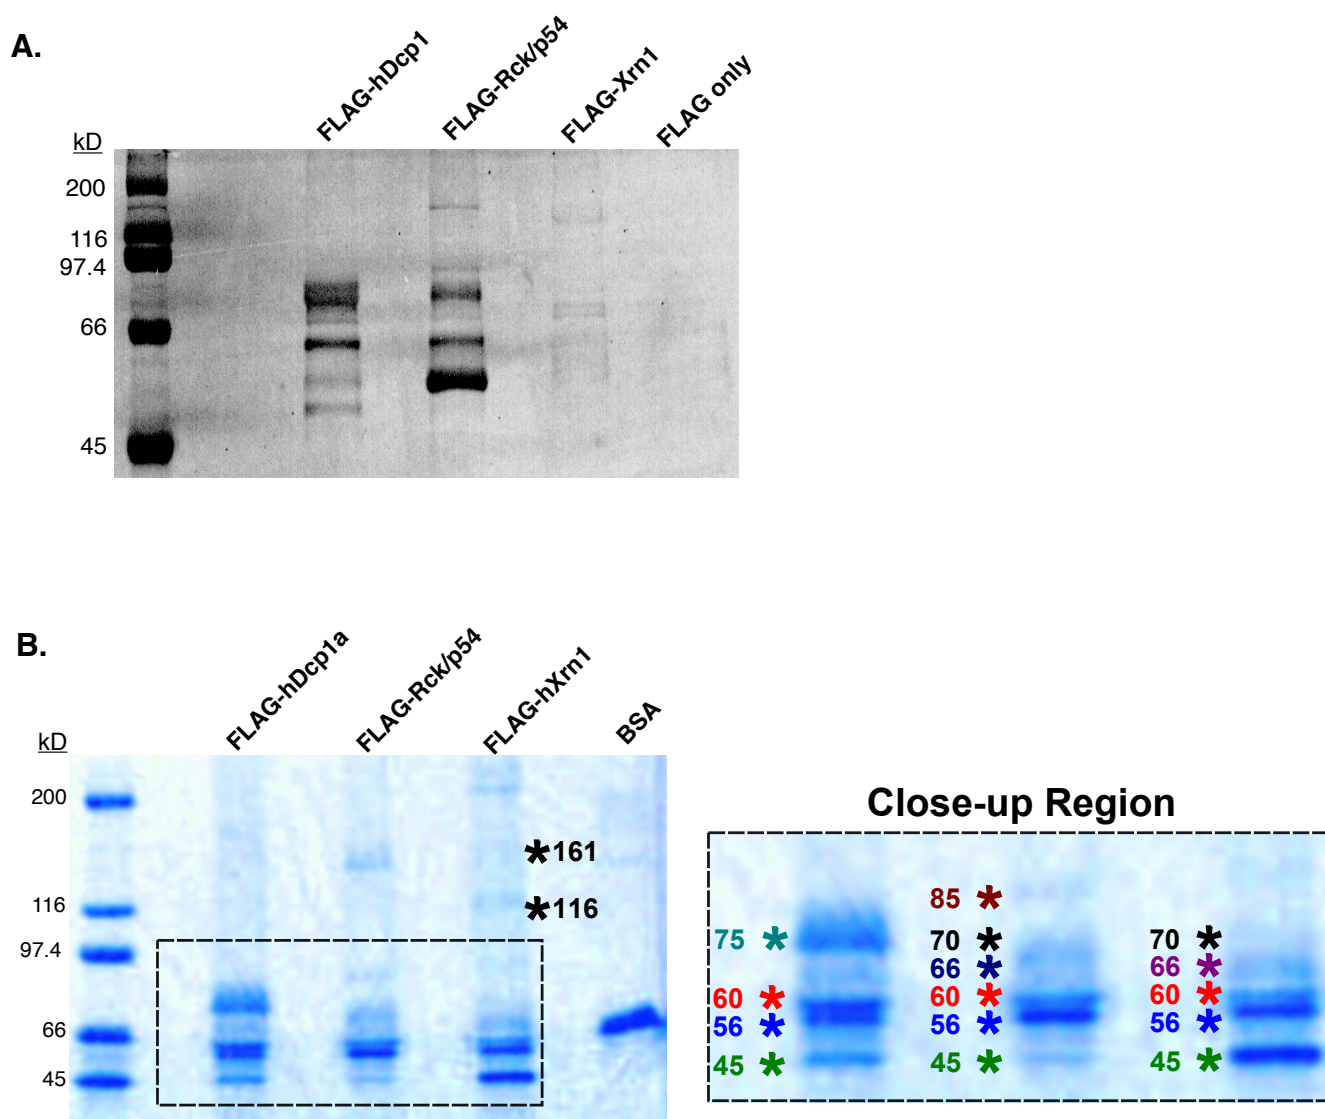 A.
FLAG-hDcp1
FLAG-Rck/p54
FLAG-Xrn1
FLAG only
kD
200
116
97.4
66
45
B.
FLAG-hDcp1a
FLAG-Rck/p54
FLAG-hXrn1
BSA
kD
200
116
97.4
66
45
*161
*116
Close-up Region
85 *
75 * 70 * 70 *
66 * 66 *
60 * 60 * 60 *
56 * 56 * 56 *
45 * 45 * 45 *